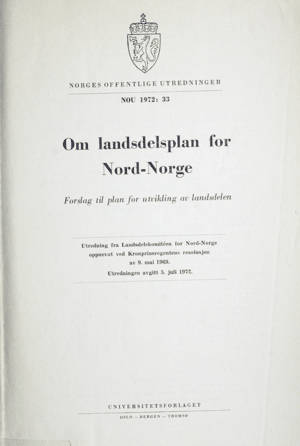 NORGES OFFENTLIGE UTREDNINGER
NOU 1972: 33
Om landsdelsplan for
Nord-Norge
Forslag til plan for utvikling av landsdelen
Utredning fra Landsdelskomitéen for Nord-Norge
oppnevnt ved Kronprinsregentens resolusjon
av 9. mai 1969.
Utredningen avgitt 5. juli 1972.
UNIVERSITETSFORLAGET
OSLO — BERGEN — TROMSØ